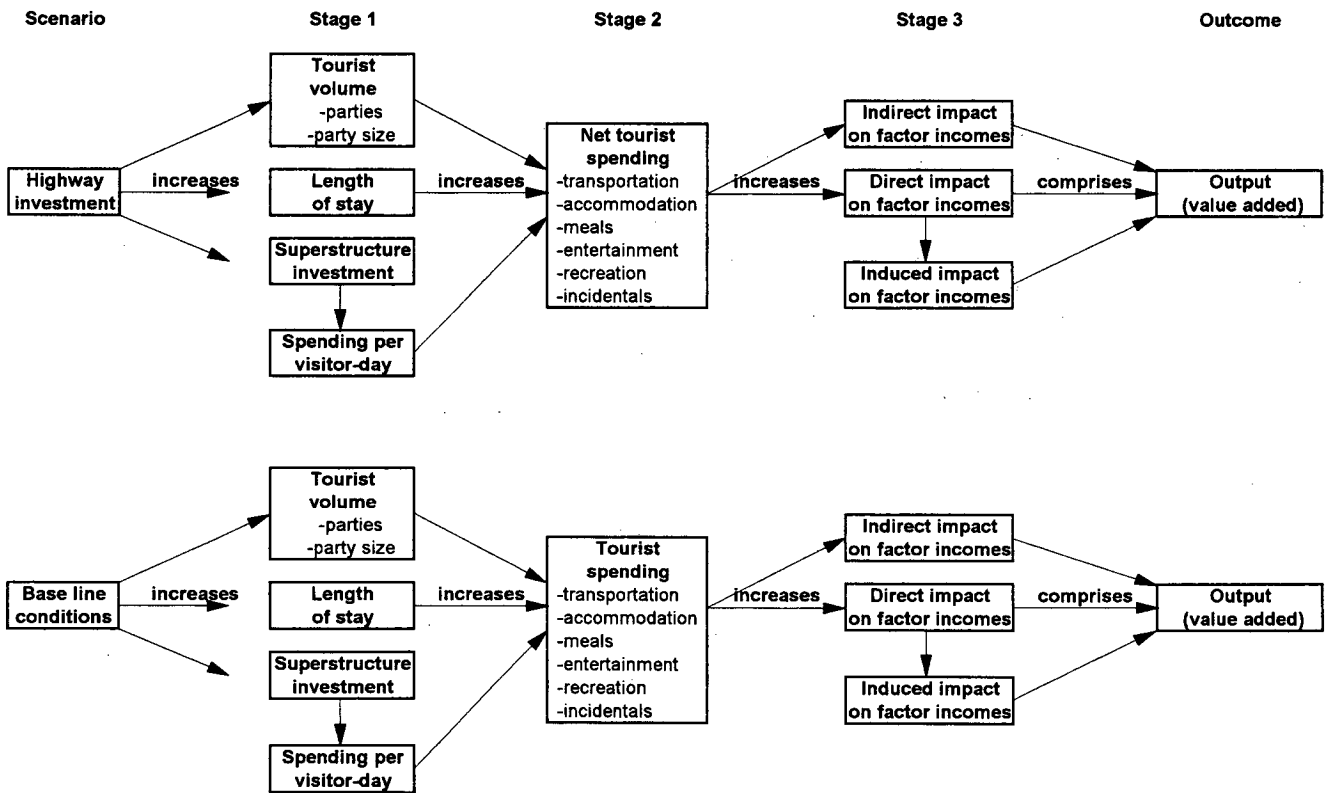 Scenario Stage 1 Stage 2 Stage 3 Outcome
Tourist
volume
-parties
-party size
Highway
investment
increases
Length
of stay
Superstructure
investment
Spending per
visitor-day
increases
Net tourist
spending
-transportation
-accommodation
-meals
-entertainment
-recreation
-incidentals
increases
Indirect impact
on factor incomes
Direct impact
on factor incomes
Induced impact
on factor incomes
comprises
Output
(value added)
Tourist
volume
-parties
-party size
Base line
conditions
increases
Length
of stay
Superstructure
investment
Spending per
visitor-day
increases
Tourist
spending
-transportation
-accommodation
-meals
-entertainment
-recreation
-incidentals
increases
Indirect impact
on factor incomes
Direct impact
on factor incomes
Induced impact
on factor incomes
comprises
Output
(value added)